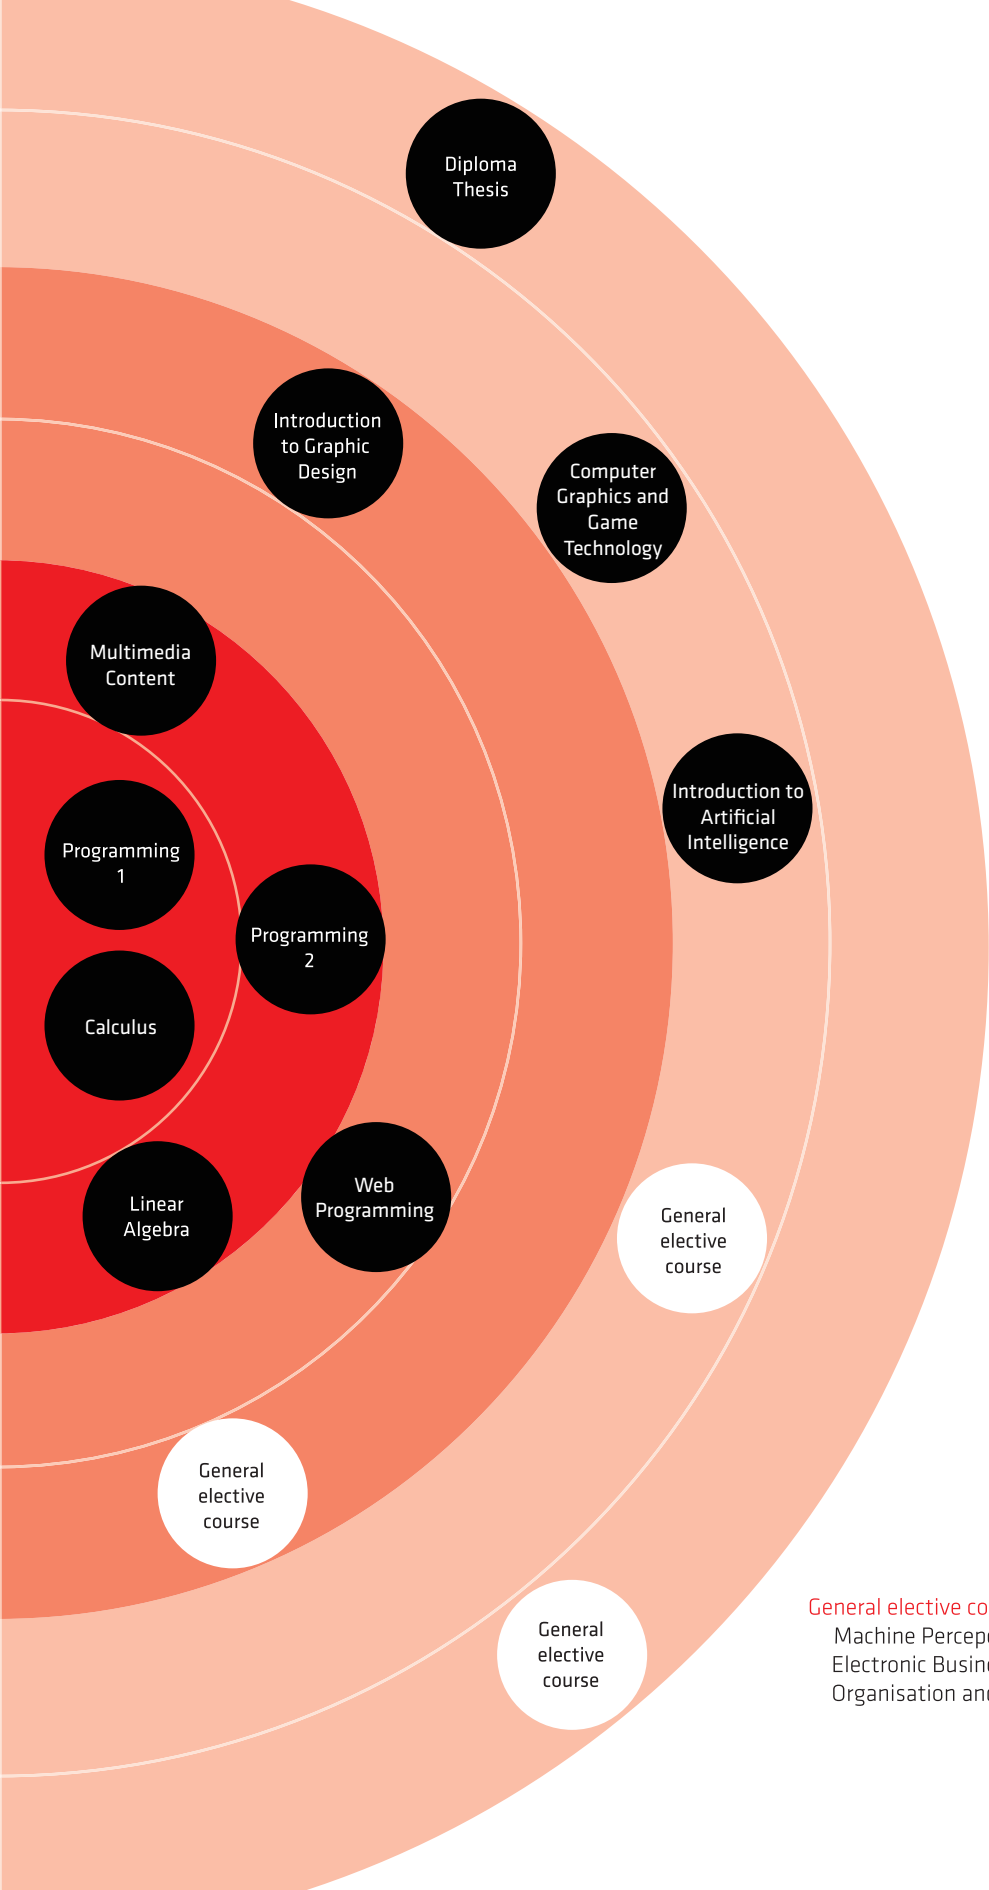 Diploma
Thesis
Introduction
to Graphic
Design
Computer
Graphics and
Game
Technology
Multimedia
Content
Introduction to
Artificial
Intelligence
Programming
1
Programming
2
Calculus
Linear
Algebra
Web
Programming
General
elective
course
General
elective
course
General
elective
course
General elective co
Machine Percep
Electronic Busin
Organisation an